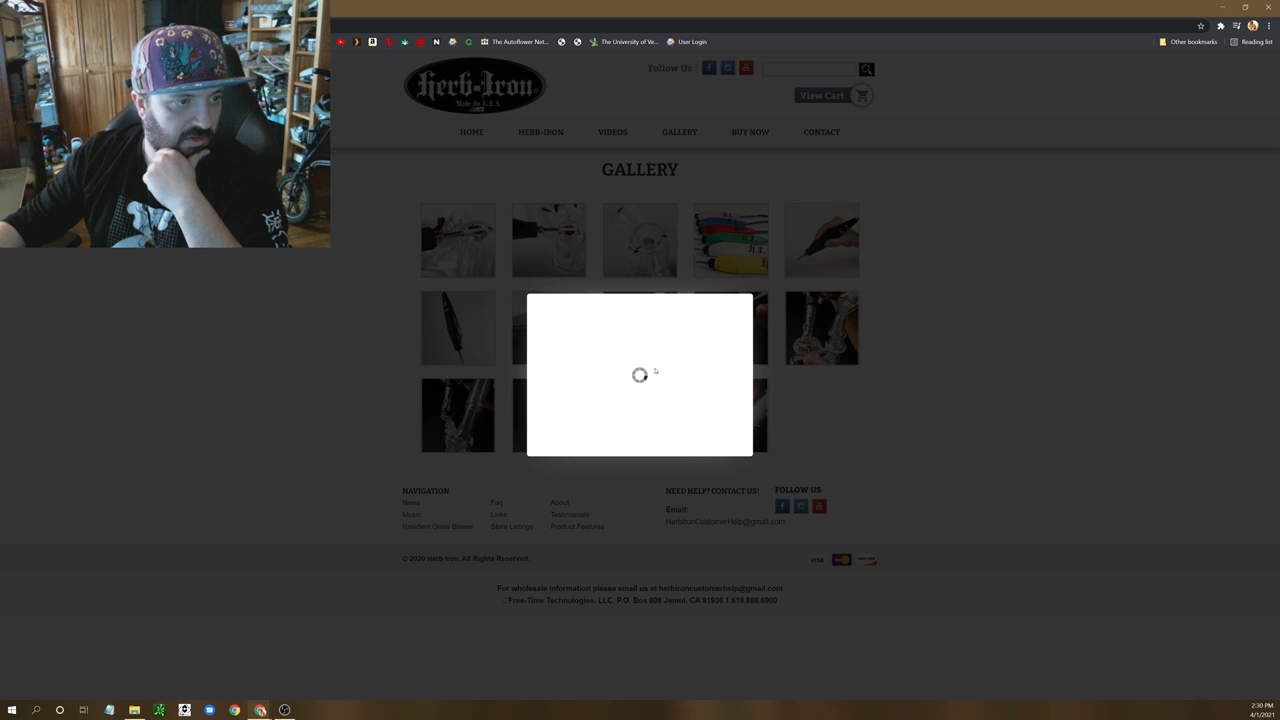 The Autoflower Net...
The University of Ve...
User Login
Other bookmarks
Reading list
Herb-Iron
Made In U.S.A.
Follow Us
View Cart
HOME
HERB-IRON
VIDEOS
GALLERY
BUY NOW
CONTACT
GALLERY
NAVIGATION
News
Faq
About
Music
Links
Testimonials
Resident Glass Blower
Store Listings
Product Features
NEED HELP? CONTACT US!
Email:
HerbIronCustomerHelp@gmail.com
FOLLOW US
© 2020 Herb Iron. All Rights Reserved.
VISA
For wholesale information please email us at herbironcustomerhelp@gmail.com
Free-Time Technologies, LLC. P.O. Box 806 Jamul, CA 91935 1.619.888.6900
2:30 PM
4/1/2021